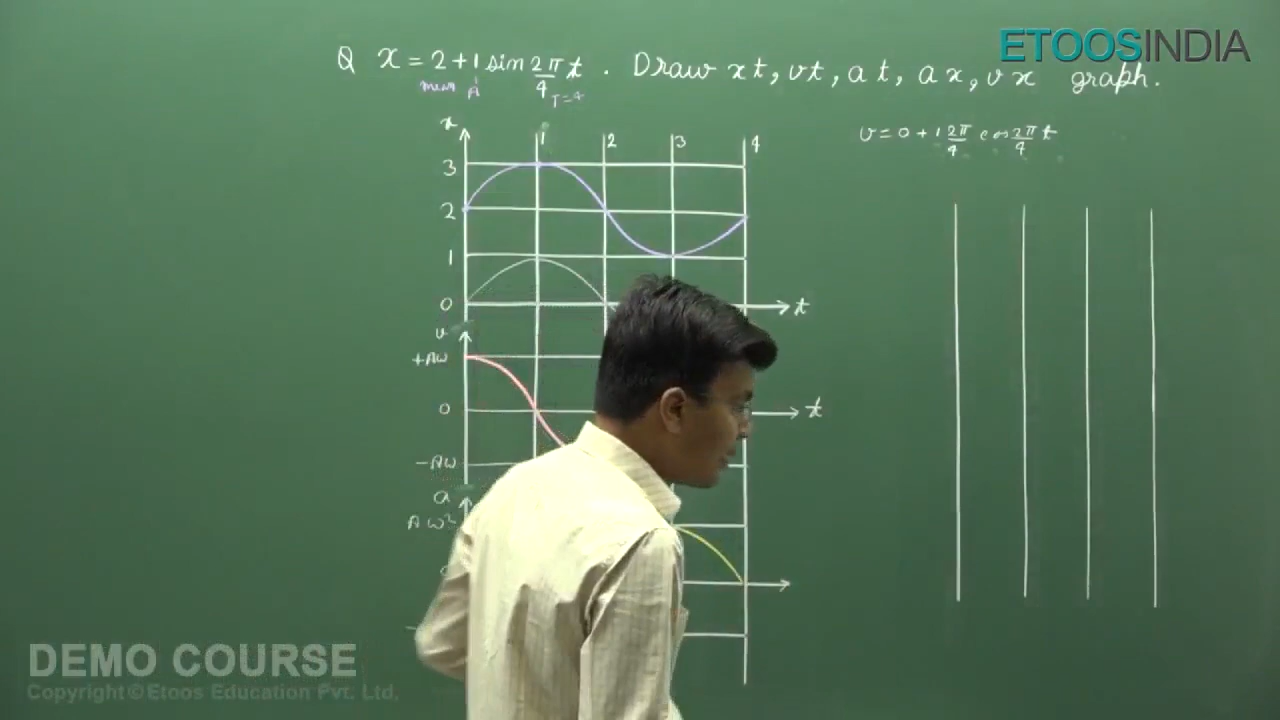 ETOOSINDIA
Q x = 2 + 1 sin 2π/4 t . Draw xt, vt, at, ax, vx graph.
mean A T=4
v = 0 + 1 2π/4 cos 2π/4 t
x
1 2 3 4
3
2
1
0 t
v
+Aω
0 t
-Aω
a
Aω²
DEMO COURSE
Copyright © Etoos Education Pvt. Ltd.